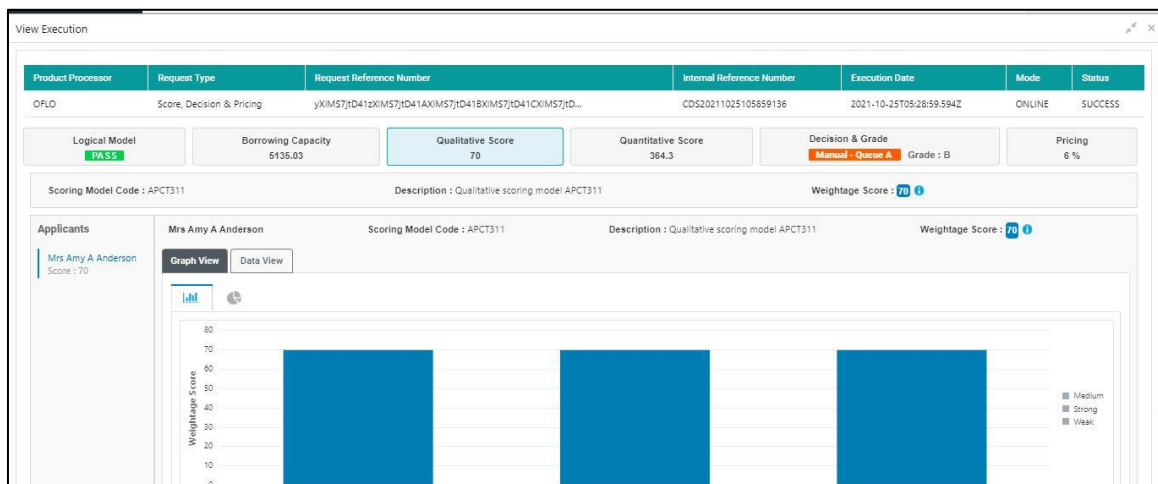 View Execution
Product Processor Request Type Request Reference Number Internal Reference Number Execution Date Mode Status
OFLO Score, Decision & Pricing yXIMS7jtD41zXIMS7jtD41AXIMS7jtD41BXIMS7jtD41CXIMS7jtD... CDS20211025105859136 2021-10-25T05:28:59.594Z ONLINE SUCCESS
Logical Model Borrowing Capacity Qualitative Score Quantitative Score Decision & Grade Pricing
PASS 5135.03 70 364.3 Manual - Queue A Grade : B 6 %
Scoring Model Code : APCT311 Description : Qualitative scoring model APCT311 Weightage Score : 70
Applicants Mrs Amy A Anderson Scoring Model Code : APCT311 Description : Qualitative scoring model APCT311 Weightage Score : 70
Mrs Amy A Anderson
Score : 70
Graph View Data View
80
70
60
50
40
30
20
10
0
Weightage Score
Medium
Strong
Weak